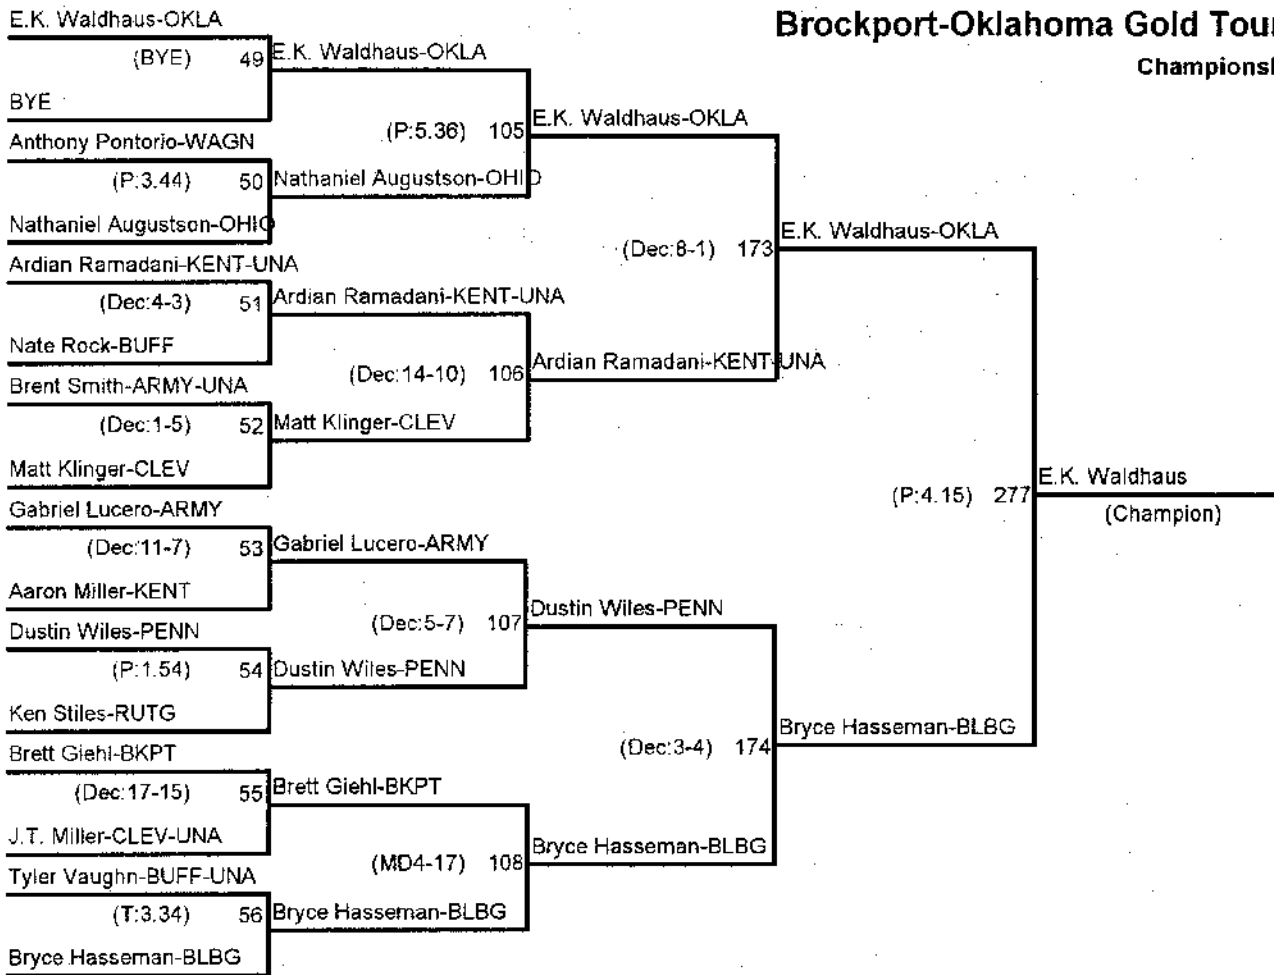 Brockport-Oklahoma Gold Tour
Championsh
E.K. Waldhaus-OKLA
(BYE) 49
BYE
E.K. Waldhaus-OKLA
Anthony Pontorio-WAGN
(P:3.44) 50
Nathaniel Augustson-OHIO
(P:5.36) 105
Nathaniel Augustson-OHIO
E.K. Waldhaus-OKLA
Ardian Ramadani-KENT-UNA
(Dec:4-3) 51
Nate Rock-BUFF
Ardian Ramadani-KENT-UNA
Brent Smith-ARMY-UNA
(Dec:1-5) 52
Matt Klinger-CLEV
(Dec:14-10) 106
Matt Klinger-CLEV
Ardian Ramadani-KENT-UNA
(Dec:8-1) 173
E.K. Waldhaus-OKLA
Gabriel Lucero-ARMY
(Dec:11-7) 53
Aaron Miller-KENT
Gabriel Lucero-ARMY
Dustin Wiles-PENN
(P:1.54) 54
Ken Stiles-RUTG
(Dec:5-7) 107
Dustin Wiles-PENN
Dustin Wiles-PENN
Brett Giehl-BKPT
(Dec:17-15) 55
J.T. Miller-CLEV-UNA
Brett Giehl-BKPT
Tyler Vaughn-BUFF-UNA
(T:3.34) 56
Bryce Hasseman-BLBG
(MD4-17) 108
Bryce Hasseman-BLBG
Bryce Hasseman-BLBG
(Dec:3-4) 174
Bryce Hasseman-BLBG
(P:4.15) 277
E.K. Waldhaus
(Champion)